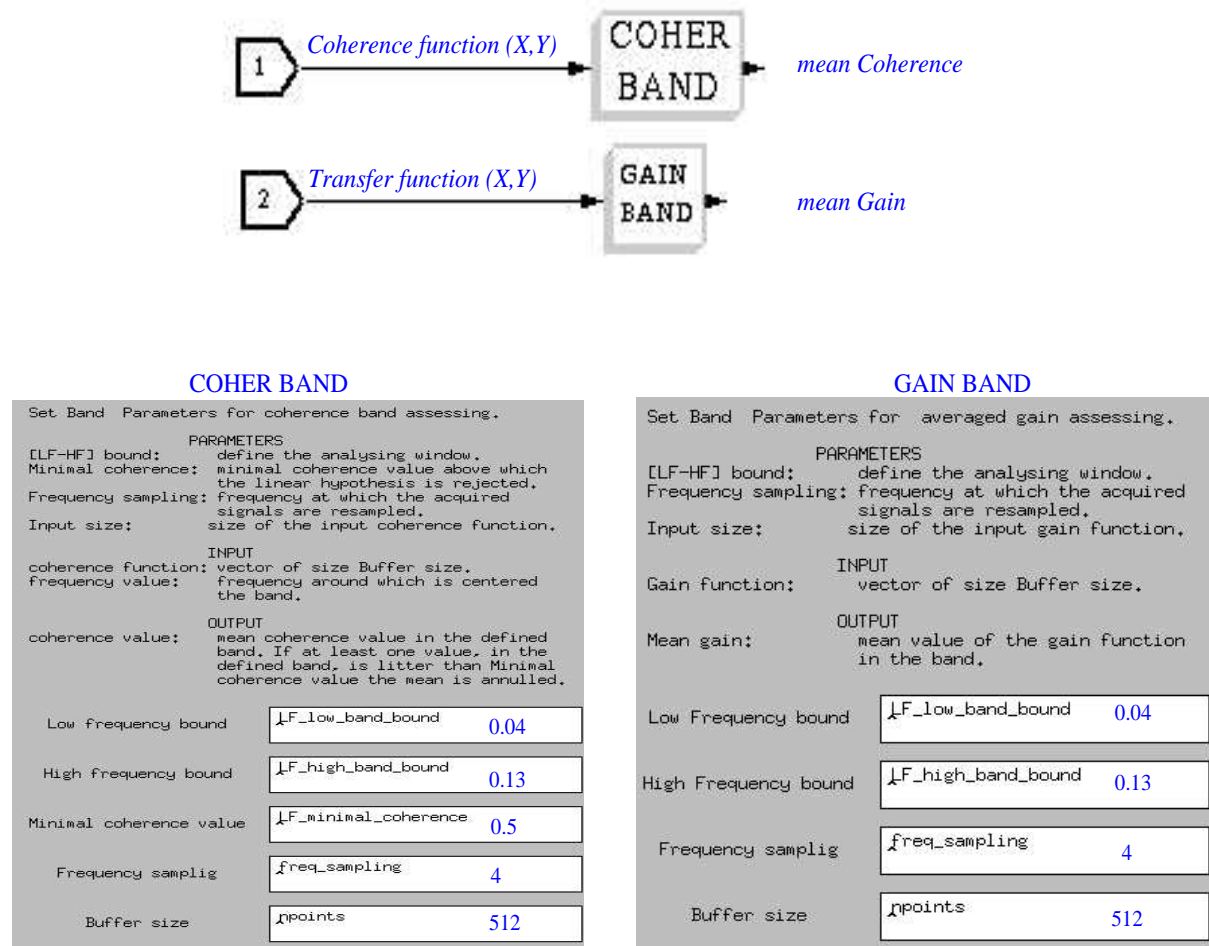 Coherence function (X,Y)
COHER
BAND
1
mean Coherence
Transfer function (X,Y)
GAIN
BAND
2
mean Gain
COHER BAND
Set Band Parameters for coherence band assessing.
PARAMETERS
[LF-HF] bound: define the analysing window.
Minimal coherence: minimal coherence value above which
the linear hypothesis is rejected.
Frequency sampling: frequency at which the acquired
signals are resampled.
Input size: size of the input coherence function.
INPUT
coherence function: vector of size Buffer size.
frequency value: frequency around which is centered
the band.
OUTPUT
coherence value: mean coherence value in the defined
band. If at least one value, in the
defined band, is litter than Minimal
coherence value the mean is annulled.
Low frequency bound LF_low_band_bound 0.04
High frequency bound LF_high_band_bound 0.13
Minimal coherence value LF_minimal_coherence 0.5
Frequency samplig freq_sampling 4
Buffer size npoints 512
GAIN BAND
Set Band Parameters for averaged gain assessing.
PARAMETERS
[LF-HF] bound: define the analysing window.
Frequency sampling: frequency at which the acquired
signals are resampled.
Input size: size of the input gain function.
INPUT
Gain function: vector of size Buffer size.
OUTPUT
Mean gain: mean value of the gain function
in the band.
Low Frequency bound LF_low_band_bound 0.04
High Frequency bound LF_high_band_bound 0.13
Frequency samplig freq_sampling 4
Buffer size npoints 512